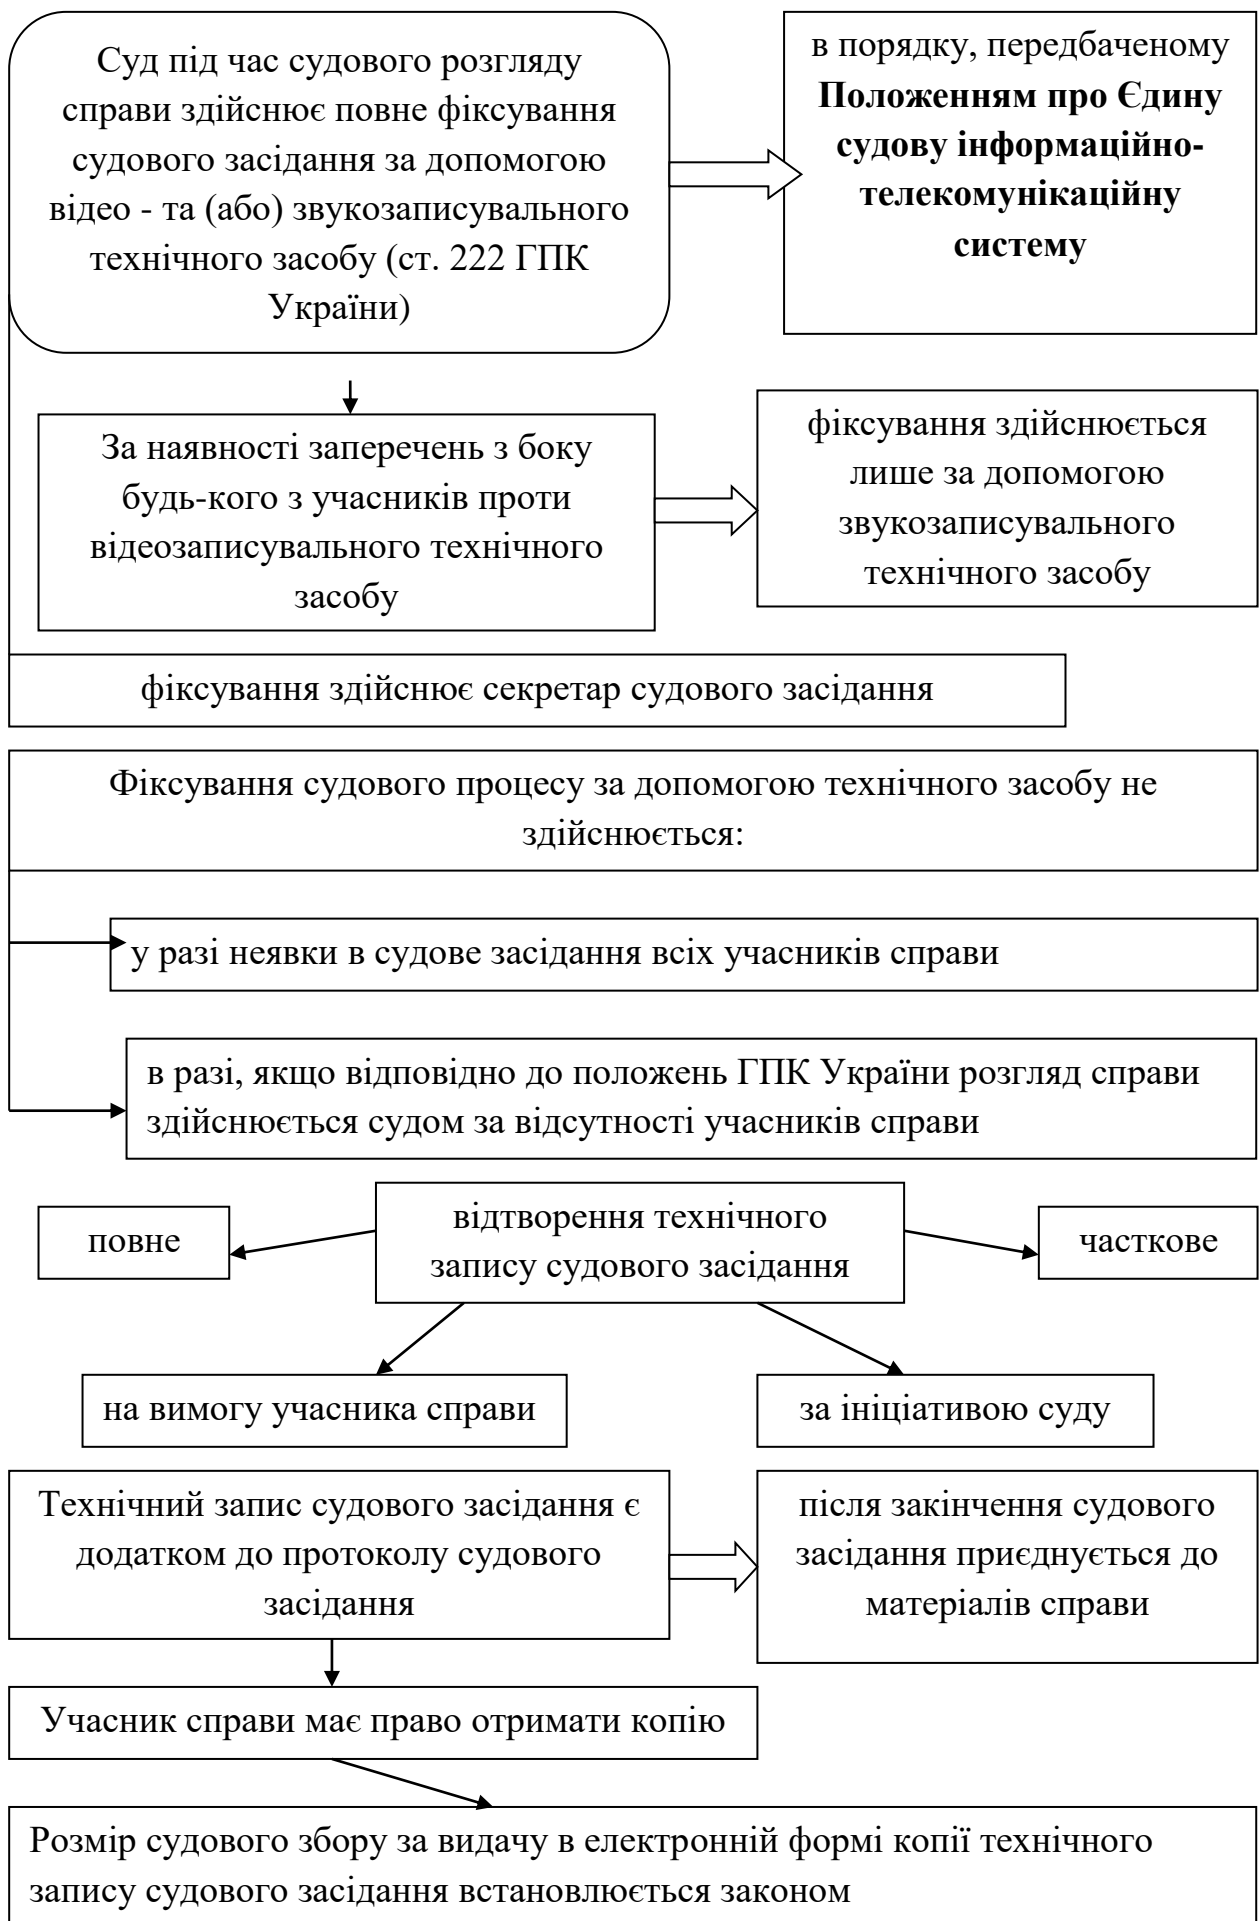 Суд під час судового розгляду
справи здійснює повне фіксування
судового засідання за допомогою
відео - та (або) звукозаписувального
технічного засобу (ст. 222 ГПК
України)
в порядку, передбаченому
Положенням про Єдину
судову інформаційно-
телекомунікаційну
систему
За наявності заперечень з боку
будь-кого з учасників проти
відеозаписувального технічного
засобу
фіксування здійснюється
лише за допомогою
звукозаписувального
технічного засобу
фіксування здійснює секретар судового засідання
Фіксування судового процесу за допомогою технічного засобу не
здійснюється:
у разі неявки в судове засідання всіх учасників справи
в разі, якщо відповідно до положень ГПК України розгляд справи
здійснюється судом за відсутності учасників справи
повне
відтворення технічного
запису судового засідання
часткове
на вимогу учасника справи
за ініціативою суду
Технічний запис судового засідання є
додатком до протоколу судового
засідання
після закінчення судового
засідання приєднується до
матеріалів справи
Учасник справи має право отримати копію
Розмір судового збору за видачу в електронній формі копії технічного
запису судового засідання встановлюється законом